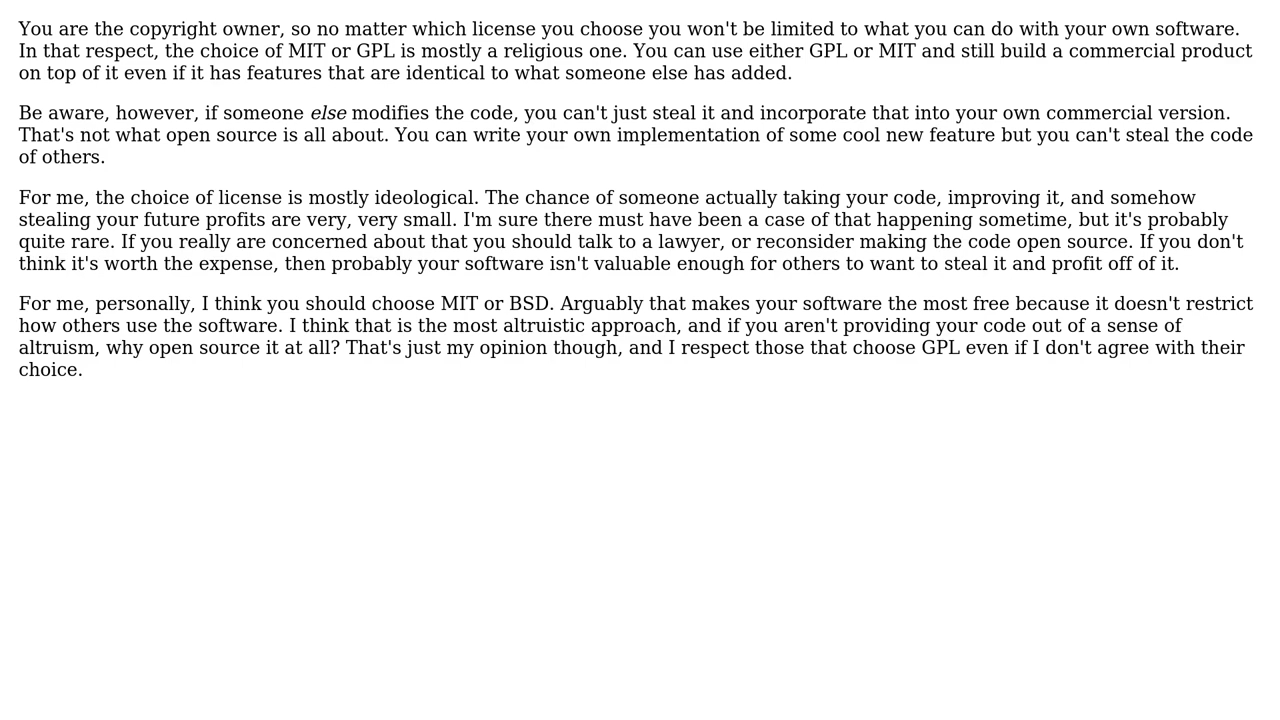 You are the copyright owner, so no matter which license you choose you won't be limited to what you can do with your own software.
In that respect, the choice of MIT or GPL is mostly a religious one. You can use either GPL or MIT and still build a commercial product
on top of it even if it has features that are identical to what someone else has added.
Be aware, however, if someone else modifies the code, you can't just steal it and incorporate that into your own commercial version.
That's not what open source is all about. You can write your own implementation of some cool new feature but you can't steal the code
of others.
For me, the choice of license is mostly ideological. The chance of someone actually taking your code, improving it, and somehow
stealing your future profits are very, very small. I'm sure there must have been a case of that happening sometime, but it's probably
quite rare. If you really are concerned about that you should talk to a lawyer, or reconsider making the code open source. If you don't
think it's worth the expense, then probably your software isn't valuable enough for others to want to steal it and profit off of it.
For me, personally, I think you should choose MIT or BSD. Arguably that makes your software the most free because it doesn't restrict
how others use the software. I think that is the most altruistic approach, and if you aren't providing your code out of a sense of
altruism, why open source it at all? That's just my opinion though, and I respect those that choose GPL even if I don't agree with their
choice.